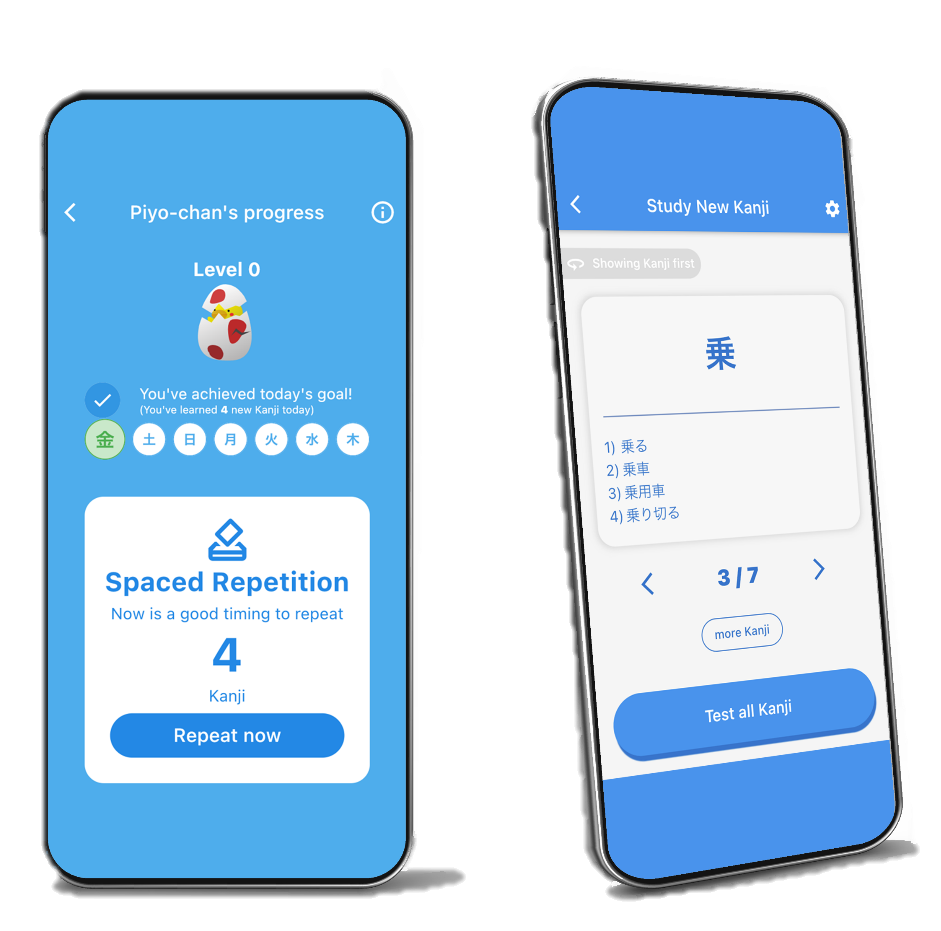 Piyo-chan's progress
Level 0
You've achieved today's goal!
(You've learned 4 new Kanji today)
金 土 日 月 火 水 木
Spaced Repetition
Now is a good timing to repeat
4
Kanji
Repeat now
Study New Kanji
Showing Kanji first
乗
1) 乗る
2) 乗車
3) 乗用車
4) 乗り切る
3 / 7
more Kanji
Test all Kanji